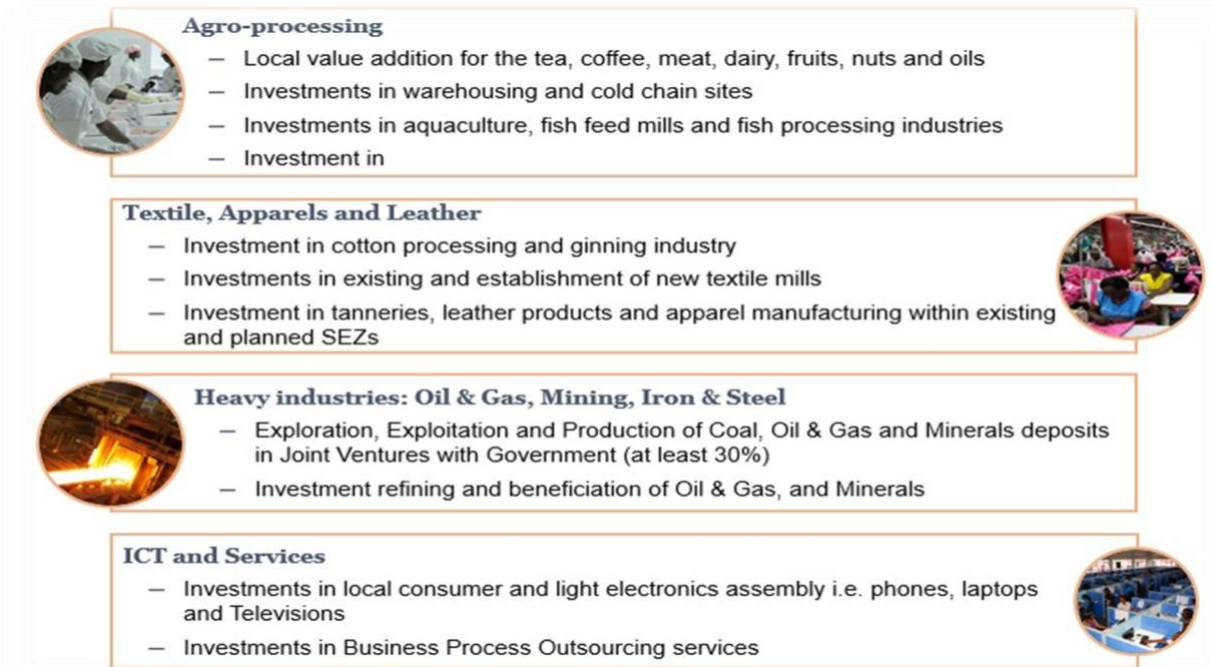 Agro-processing
— Local value addition for the tea, coffee, meat, dairy, fruits, nuts and oils
— Investments in warehousing and cold chain sites
— Investments in aquaculture, fish feed mills and fish processing industries
— Investment in
Textile, Apparels and Leather
— Investment in cotton processing and ginning industry
— Investments in existing and establishment of new textile mills
— Investment in tanneries, leather products and apparel manufacturing within existing
and planned SEZs
Heavy industries: Oil & Gas, Mining, Iron & Steel
— Exploration, Exploitation and Production of Coal, Oil & Gas and Minerals deposits
in Joint Ventures with Government (at least 30%)
— Investment refining and beneficiation of Oil & Gas, and Minerals
ICT and Services
— Investments in local consumer and light electronics assembly i.e. phones, laptops
and Televisions
— Investments in Business Process Outsourcing services